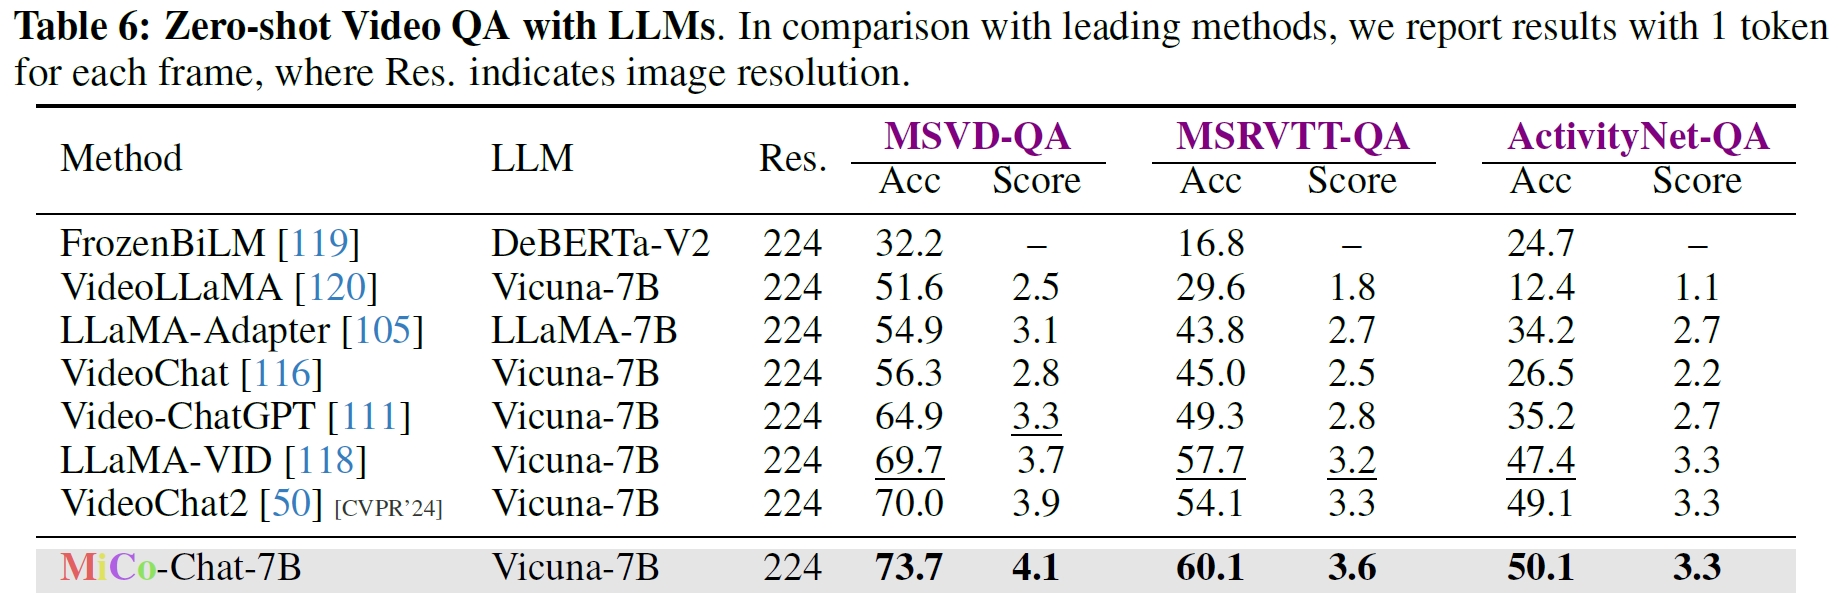 Table 6: Zero-shot Video QA with LLMs. In comparison with leading methods, we report results with 1 token
for each frame, where Res. indicates image resolution.
Method LLM Res. MSVD-QA MSRVTT-QA ActivityNet-QA
Acc Score Acc Score Acc Score
FrozenBiLM [119] DeBERTa-V2 224 32.2 – 16.8 – 24.7 –
VideoLLaMA [120] Vicuna-7B 224 51.6 2.5 29.6 1.8 12.4 1.1
LLaMA-Adapter [105] LLaMA-7B 224 54.9 3.1 43.8 2.7 34.2 2.7
VideoChat [116] Vicuna-7B 224 56.3 2.8 45.0 2.5 26.5 2.2
Video-ChatGPT [111] Vicuna-7B 224 64.9 3.3 49.3 2.8 35.2 2.7
LLaMA-VID [118] Vicuna-7B 224 69.7 3.7 57.7 3.2 47.4 3.3
VideoChat2 [50] [CVPR'24] Vicuna-7B 224 70.0 3.9 54.1 3.3 49.1 3.3
MiCo-Chat-7B Vicuna-7B 224 73.7 4.1 60.1 3.6 50.1 3.3